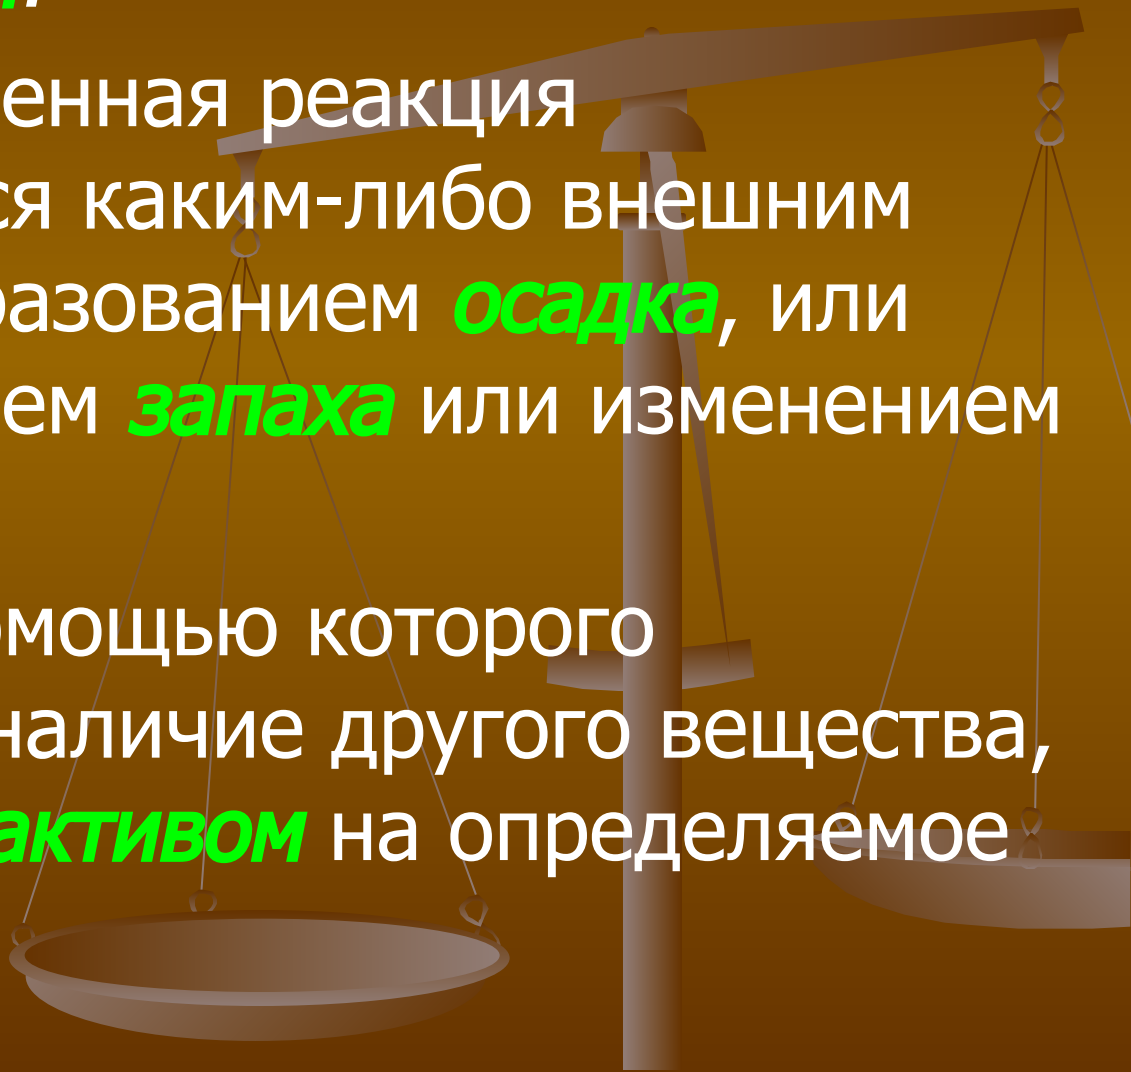 енная реакция
ся каким-либо внешним
разованием осадка, или
ем запаха или изменением
омощью которого
наличие другого вещества,
активом на определяемое